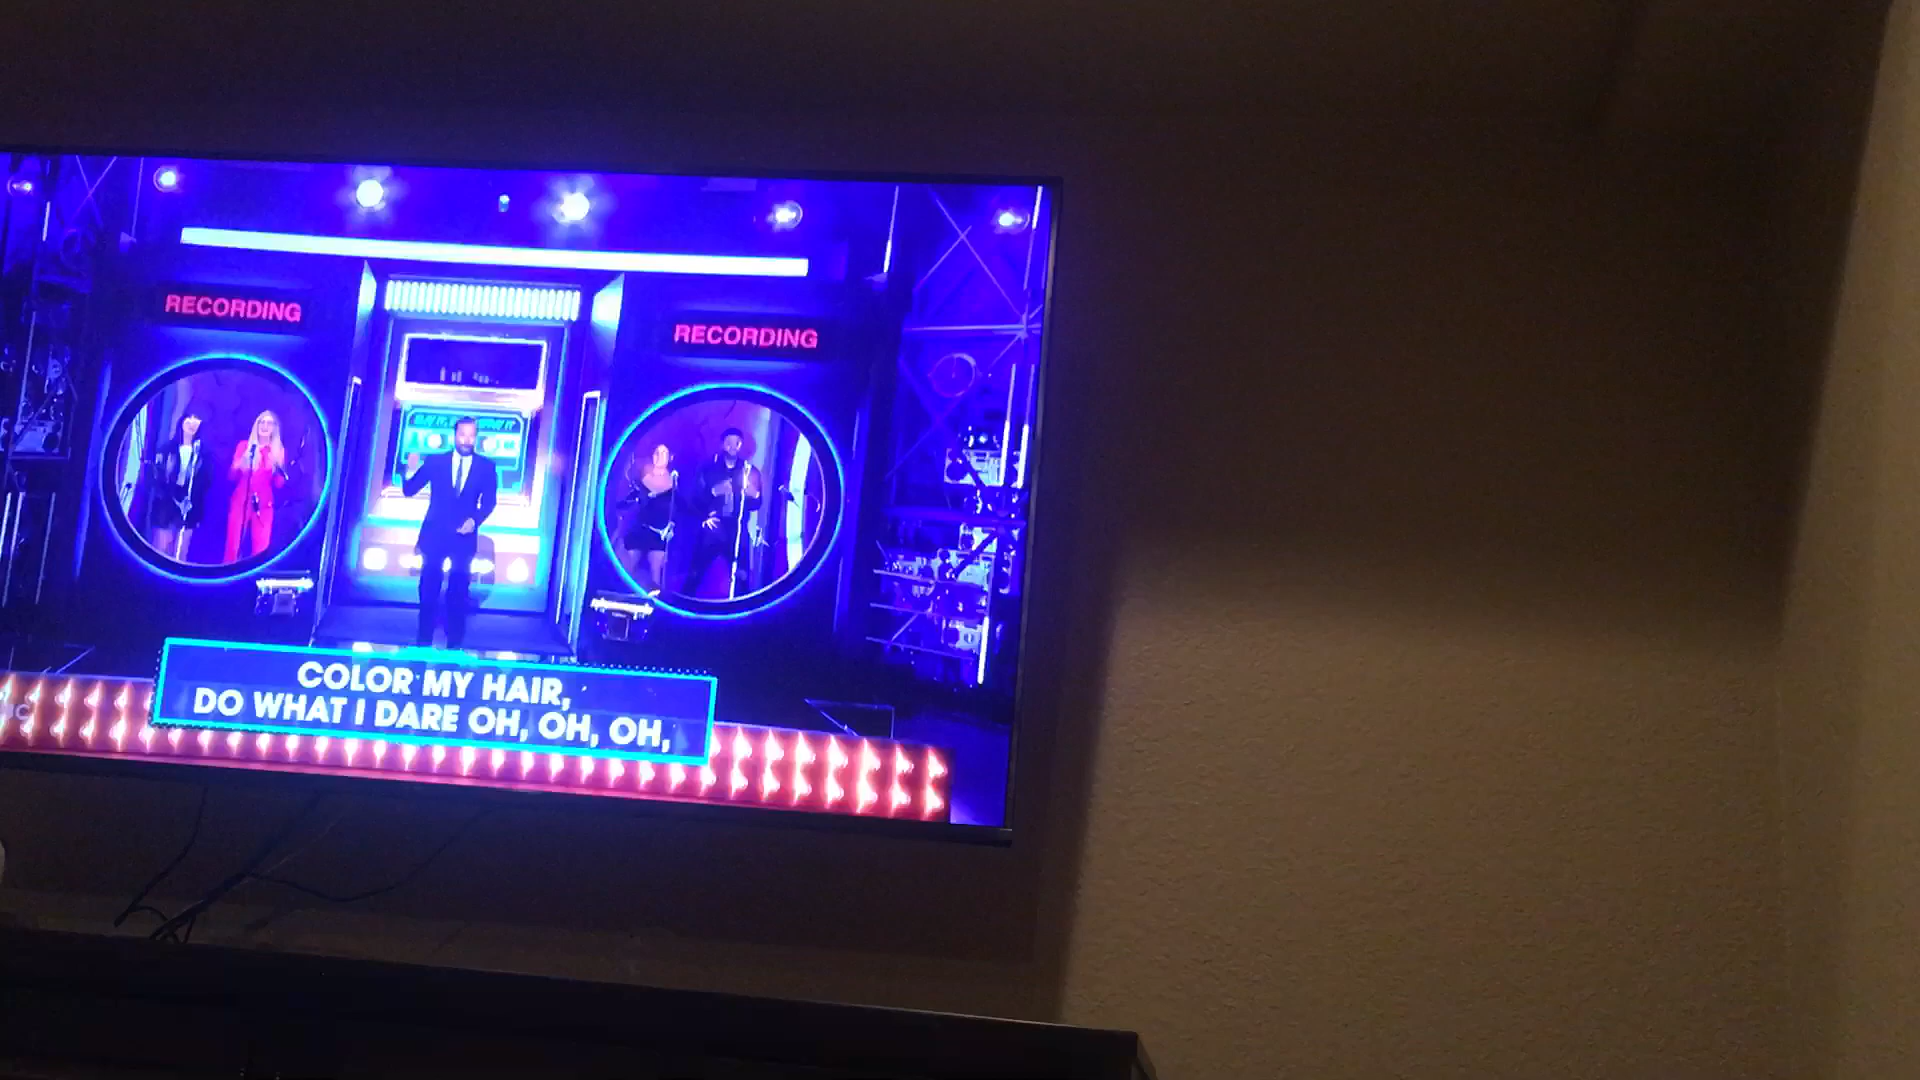 RECORDING
RECORDING
COLOR MY HAIR,
DO WHAT I DARE OH, OH, OH,